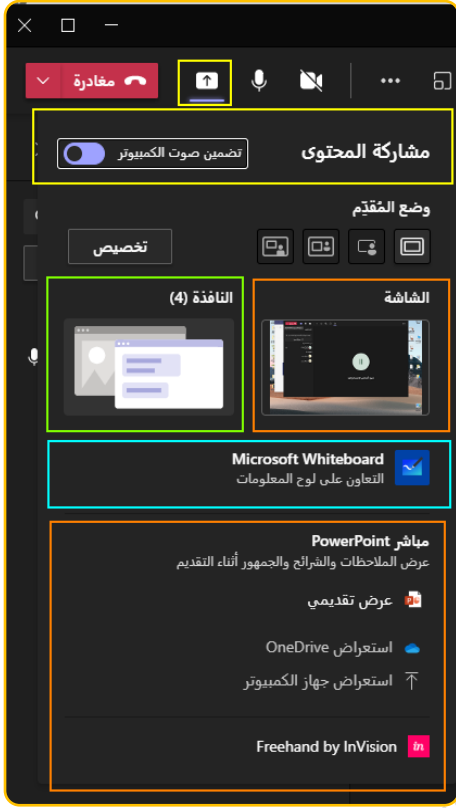 مغادرة
مشاركة المحتوى
تضمين صوت الكمبيوتر
وضع المُقدِّم
تخصيص
الشاشة
النافذة (4)
Microsoft Whiteboard
التعاون على لوح المعلومات
مباشر PowerPoint
عرض الملاحظات والشرائح والجمهور أثناء التقديم
عرض تقديمي
استعراض OneDrive
استعراض جهاز الكمبيوتر
Freehand by InVision
in